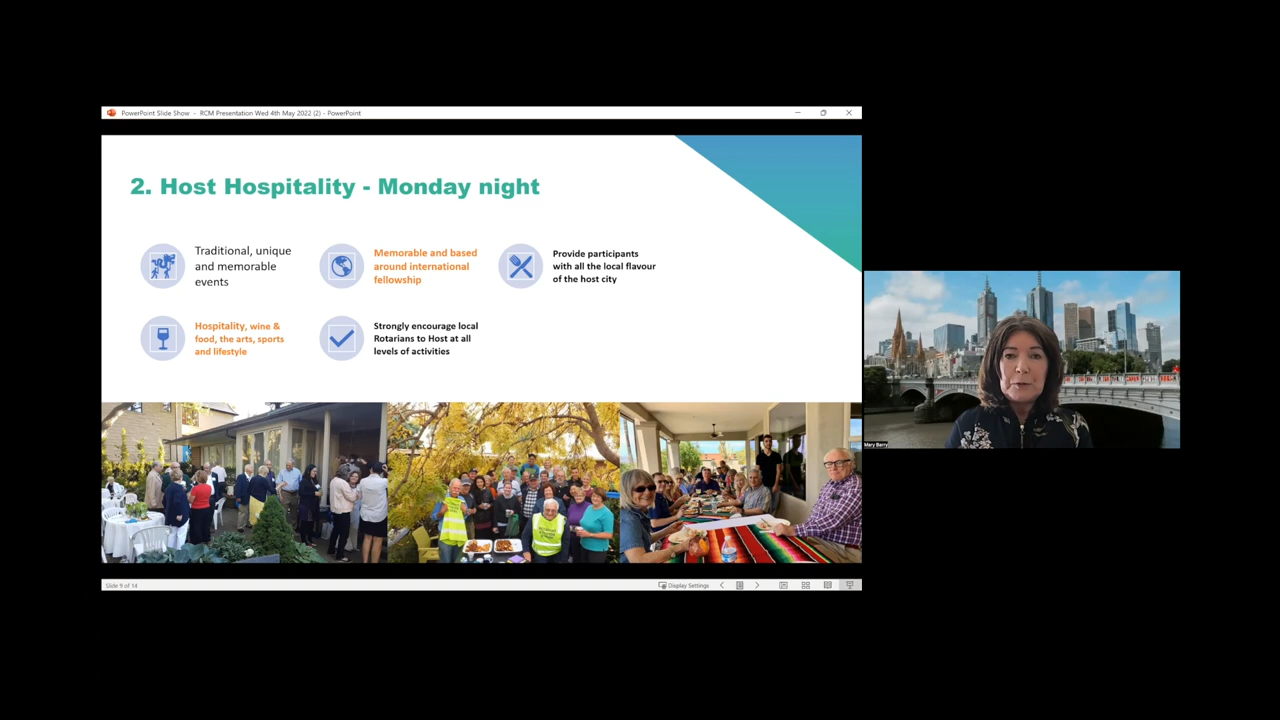 PowerPoint Slide Show - RCM Presentation Wed 4th May 2022 (2) - PowerPoint
2. Host Hospitality - Monday night
Traditional, unique
and memorable
events
Memorable and based
around international
fellowship
Provide participants
with all the local flavour
of the host city
Hospitality, wine &
food, the arts, sports
and lifestyle
Strongly encourage local
Rotarians to Host at all
levels of activities
Mary Barry
Slide 9 of 14
Display Settings